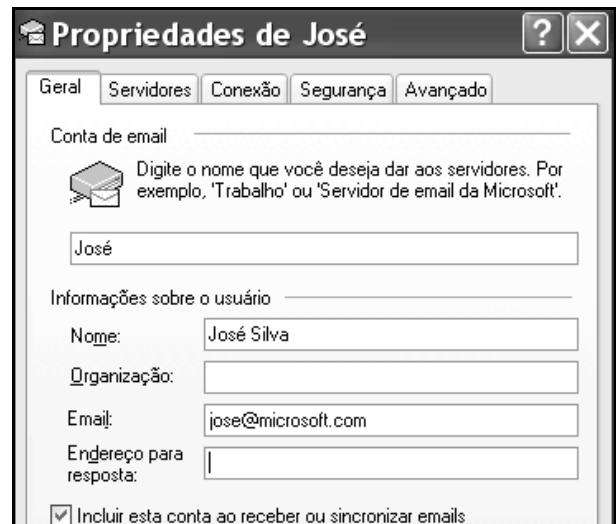 Propriedades de José
Geral Servidores Conexão Segurança Avançado
Conta de email
Digite o nome que você deseja dar aos servidores. Por
exemplo, 'Trabalho' ou 'Servidor de email da Microsoft'.
José
Informações sobre o usuário
Nome: José Silva
Organização:
Email: jose@microsoft.com
Endereço para
resposta:
Incluir esta conta ao receber ou sincronizar emails